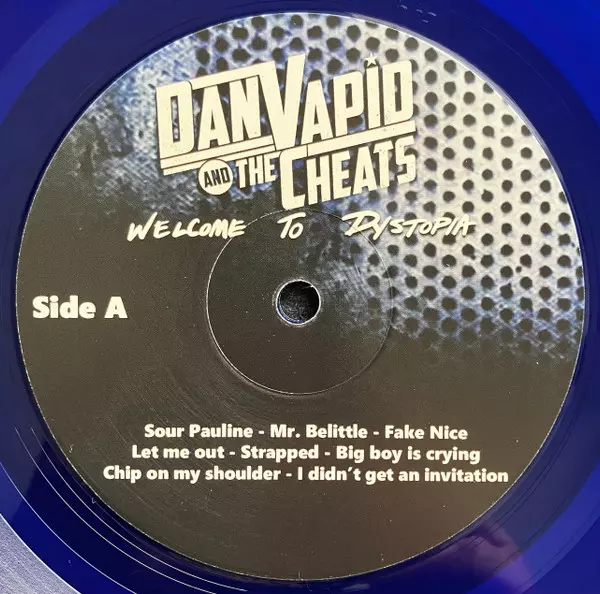 DAN VAPID
AND THE CHEATS
WELCOME TO DYSTOPIA
Side A
Sour Pauline - Mr. Belittle - Fake Nice
Let me out - Strapped - Big boy is crying
Chip on my shoulder - I didn't get an invitation